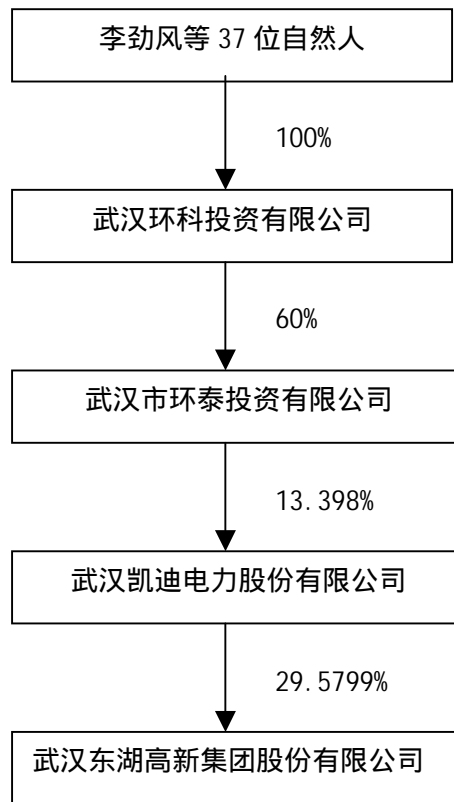 李劲风等 37 位自然人
100%
武汉环科投资有限公司
60%
武汉市环泰投资有限公司
13.398%
武汉凯迪电力股份有限公司
29.5799%
武汉东湖高新集团股份有限公司